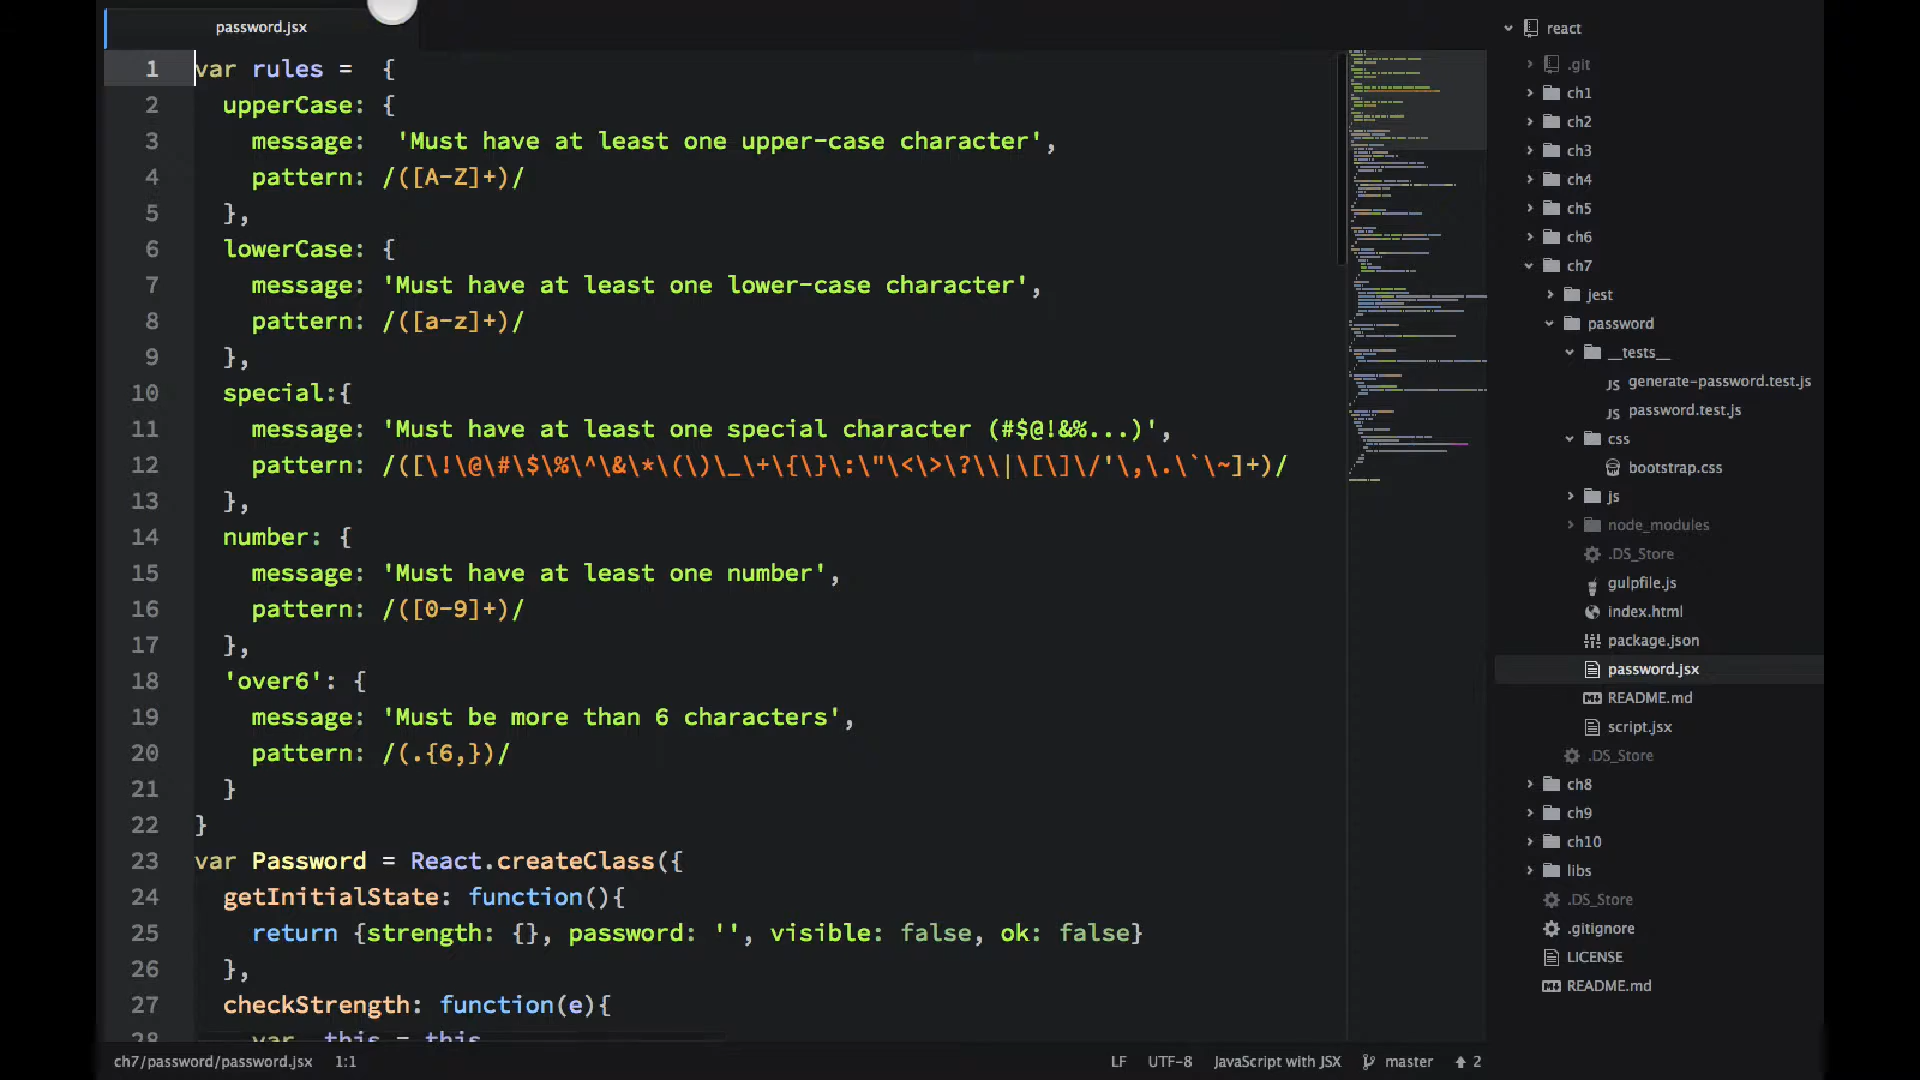 password.jsx
1 var rules =  {
2   upperCase: {
3     message:  'Must have at least one upper-case character',
4     pattern: /([A-Z]+)/
5   },
6   lowerCase: {
7     message: 'Must have at least one lower-case character',
8     pattern: /([a-z]+)/
9   },
10   special:{
11     message: 'Must have at least one special character (#$@!&%...)',
12     pattern: /([\!\@\#\$\%\^\&\*\(\)\_\+\{\}\:\"\<\>\?\\|\[\]\/'\,\.\`\~]+)/
13   },
14   number: {
15     message: 'Must have at least one number',
16     pattern: /([0-9]+)/
17   },
18   'over6': {
19     message: 'Must be more than 6 characters',
20     pattern: /(.{6,})/
21   }
22 }
23 var Password = React.createClass({
24   getInitialState: function(){
25     return {strength: {}, password: '', visible: false, ok: false}
26   },
27   checkStrength: function(e){
28     var _this = this
ch7/password/password.jsx 1:1 LF UTF-8 JavaScript with JSX master 2
react
.git
ch1
ch2
ch3
ch4
ch5
ch6
ch7
jest
password
__tests__
JS generate-password.test.js
JS password.test.js
css
bootstrap.css
js
node_modules
.DS_Store
gulpfile.js
index.html
package.json
password.jsx
README.md
script.jsx
.DS_Store
ch8
ch9
ch10
libs
.DS_Store
.gitignore
LICENSE
README.md